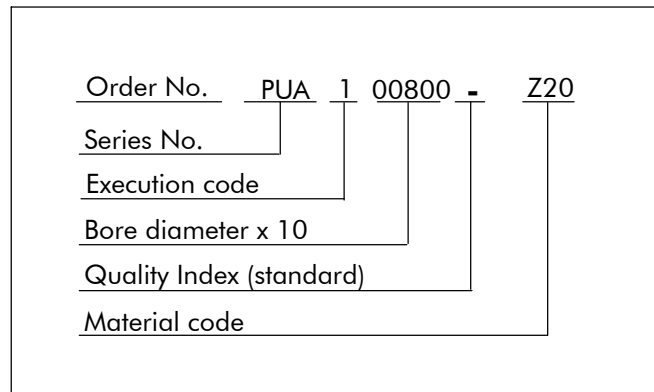 Order No. PUA 1 00800 - Z20
Series No.
Execution code
Bore diameter x 10
Quality Index (standard)
Material code